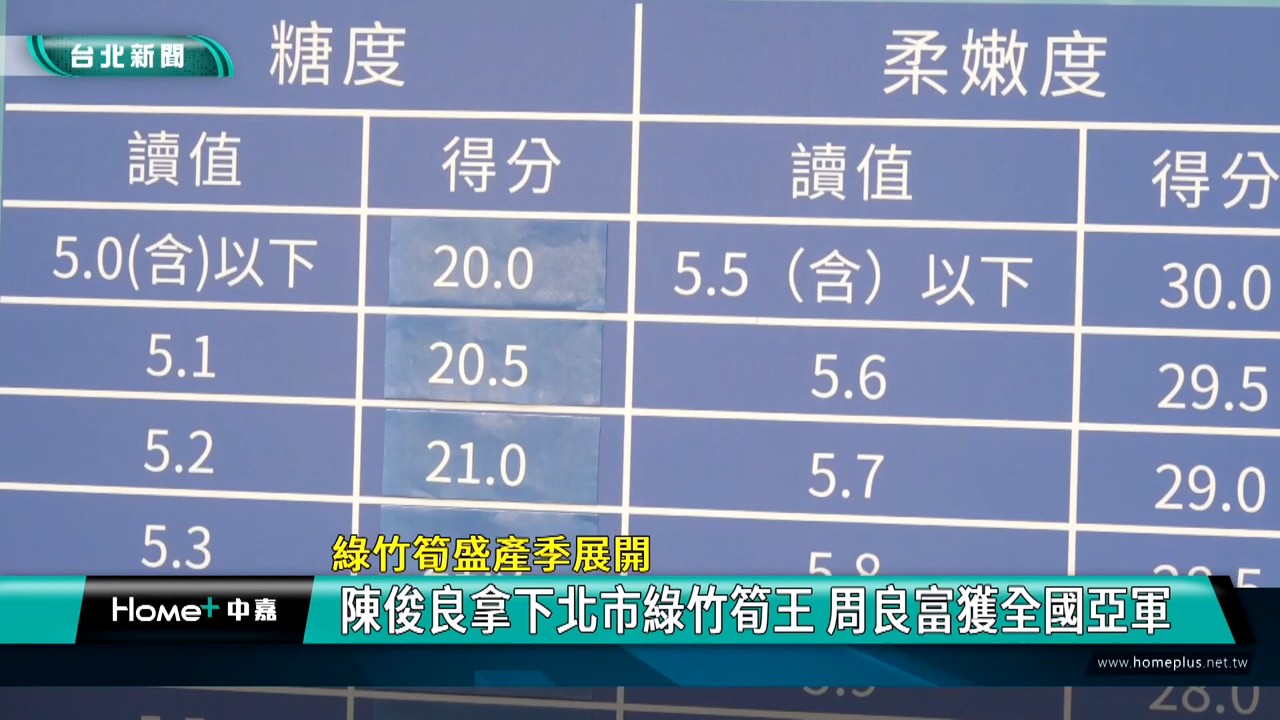 台北新聞
糖度 柔嫩度
讀值 得分 讀值 得分
5.0(含)以下 20.0 5.5（含）以下 30.0
5.1 20.5 5.6 29.5
5.2 21.0 5.7 29.0
5.3 5.8
綠竹筍盛產季展開
Home+中嘉 陳俊良拿下北市綠竹筍王 周良富獲全國亞軍
www.homeplus.net.tw
5.9 28.0